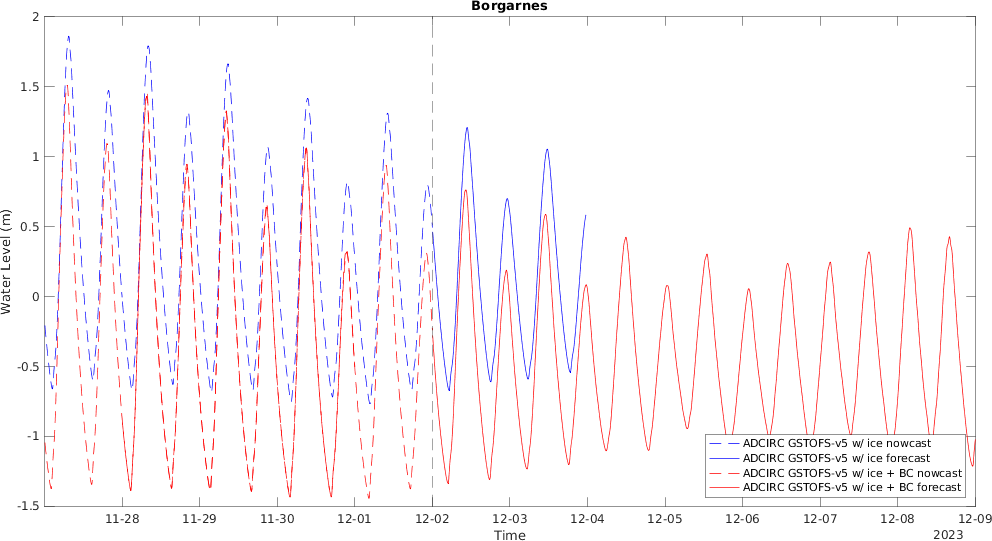 Borgarnes
2
1.5
1
0.5
0
-0.5
-1
-1.5
Water Level (m)
11-28 11-29 11-30 12-01 12-02 12-03 12-04 12-05 12-06 12-07 12-08 12-09
Time
2023
ADCIRC GSTOFS-v5 w/ ice nowcast
ADCIRC GSTOFS-v5 w/ ice forecast
ADCIRC GSTOFS-v5 w/ ice + BC nowcast
ADCIRC GSTOFS-v5 w/ ice + BC forecast